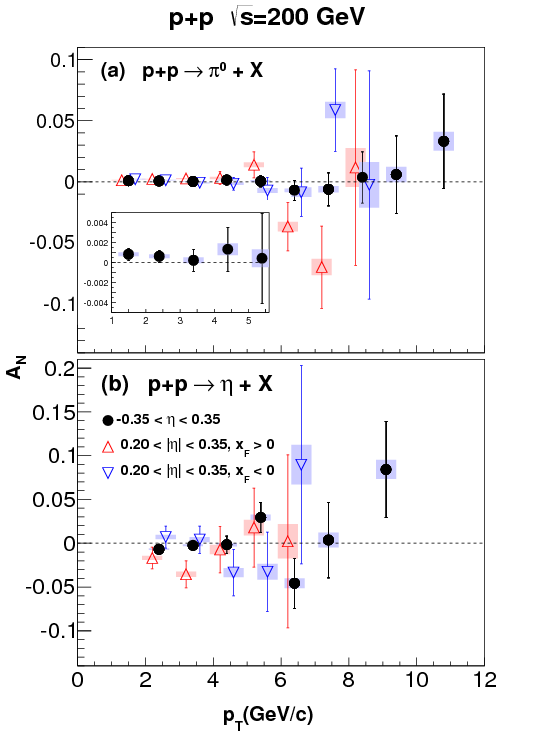 p+p √s=200 GeV
(a) p+p → π⁰ + X
0.1
0.05
0
-0.05
-0.1
0.004
0.002
0
-0.002
-0.004
1 2 3 4 5
A_N
(b) p+p → η + X
-0.35 < η < 0.35
0.20 < |η| < 0.35, x_F > 0
0.20 < |η| < 0.35, x_F < 0
0.2
0.15
0.1
0.05
0
-0.05
-0.1
0 2 4 6 8 10 12
p_T(GeV/c)